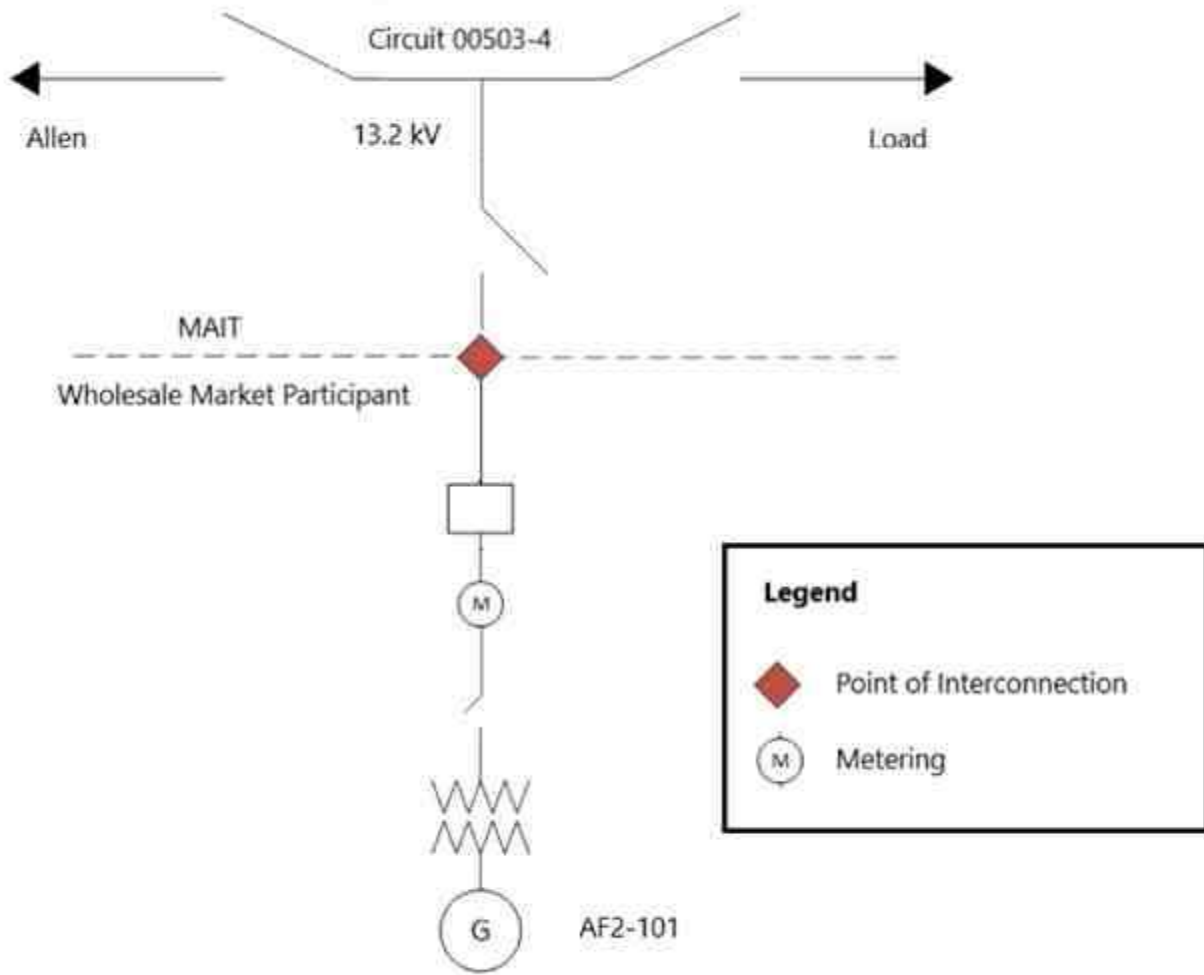 Circuit 00503-4
Allen
13.2 kV
Load
MAIT
Wholesale Market Participant
M
Legend
Point of Interconnection
M
Metering
G
AF2-101